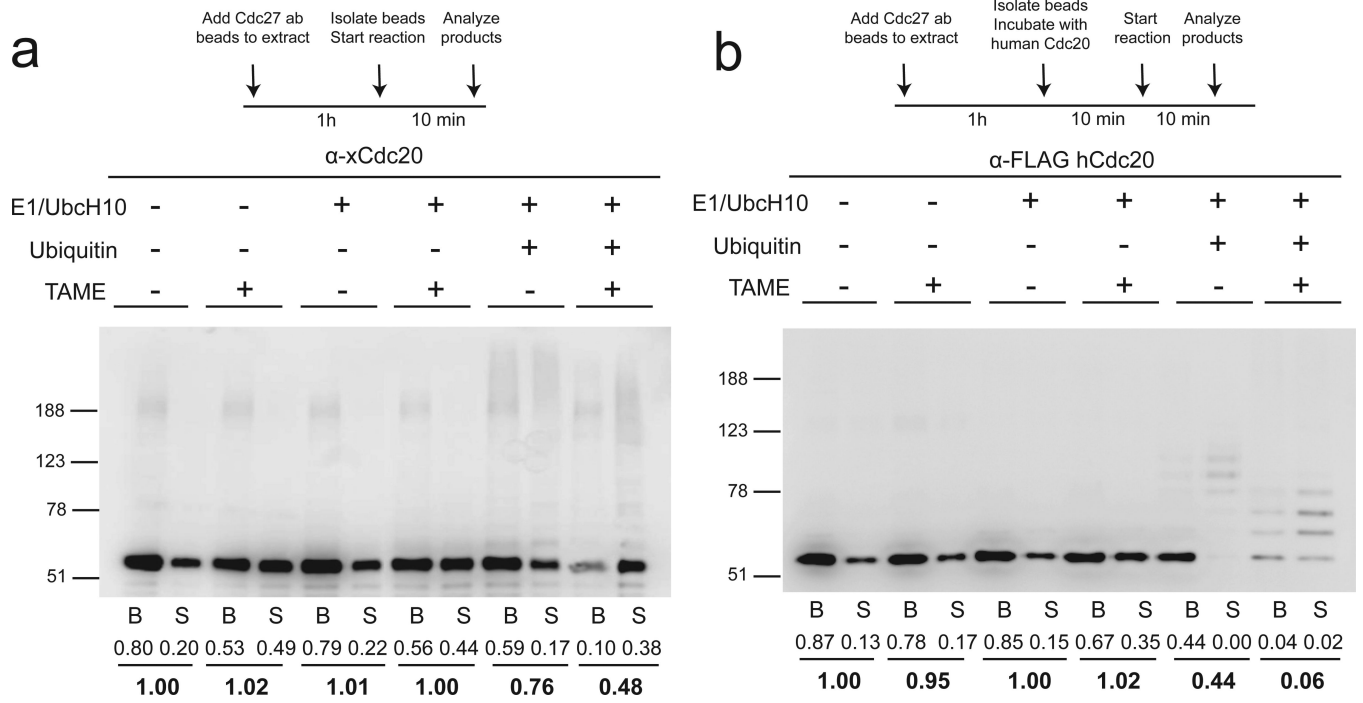 a
Add Cdc27 ab
beads to extract
Isolate beads
Start reaction
Analyze
products
1h
10 min
α-xCdc20
E1/UbcH10 - - + + + +
Ubiquitin - - - - + +
TAME - + - + - +
188
123
78
51
B S B S B S B S B S B S
0.80 0.20 0.53 0.49 0.79 0.22 0.56 0.44 0.59 0.17 0.10 0.38
1.00 1.02 1.01 1.00 0.76 0.48
b
Add Cdc27 ab
beads to extract
Isolate beads
Incubate with
human Cdc20
Start
reaction
Analyze
products
1h
10 min
10 min
α-FLAG hCdc20
E1/UbcH10 - - + + + +
Ubiquitin - - - - + +
TAME - + - + - +
188
123
78
51
B S B S B S B S B S B S
0.87 0.13 0.78 0.17 0.85 0.15 0.67 0.35 0.44 0.00 0.04 0.02
1.00 0.95 1.00 1.02 0.44 0.06